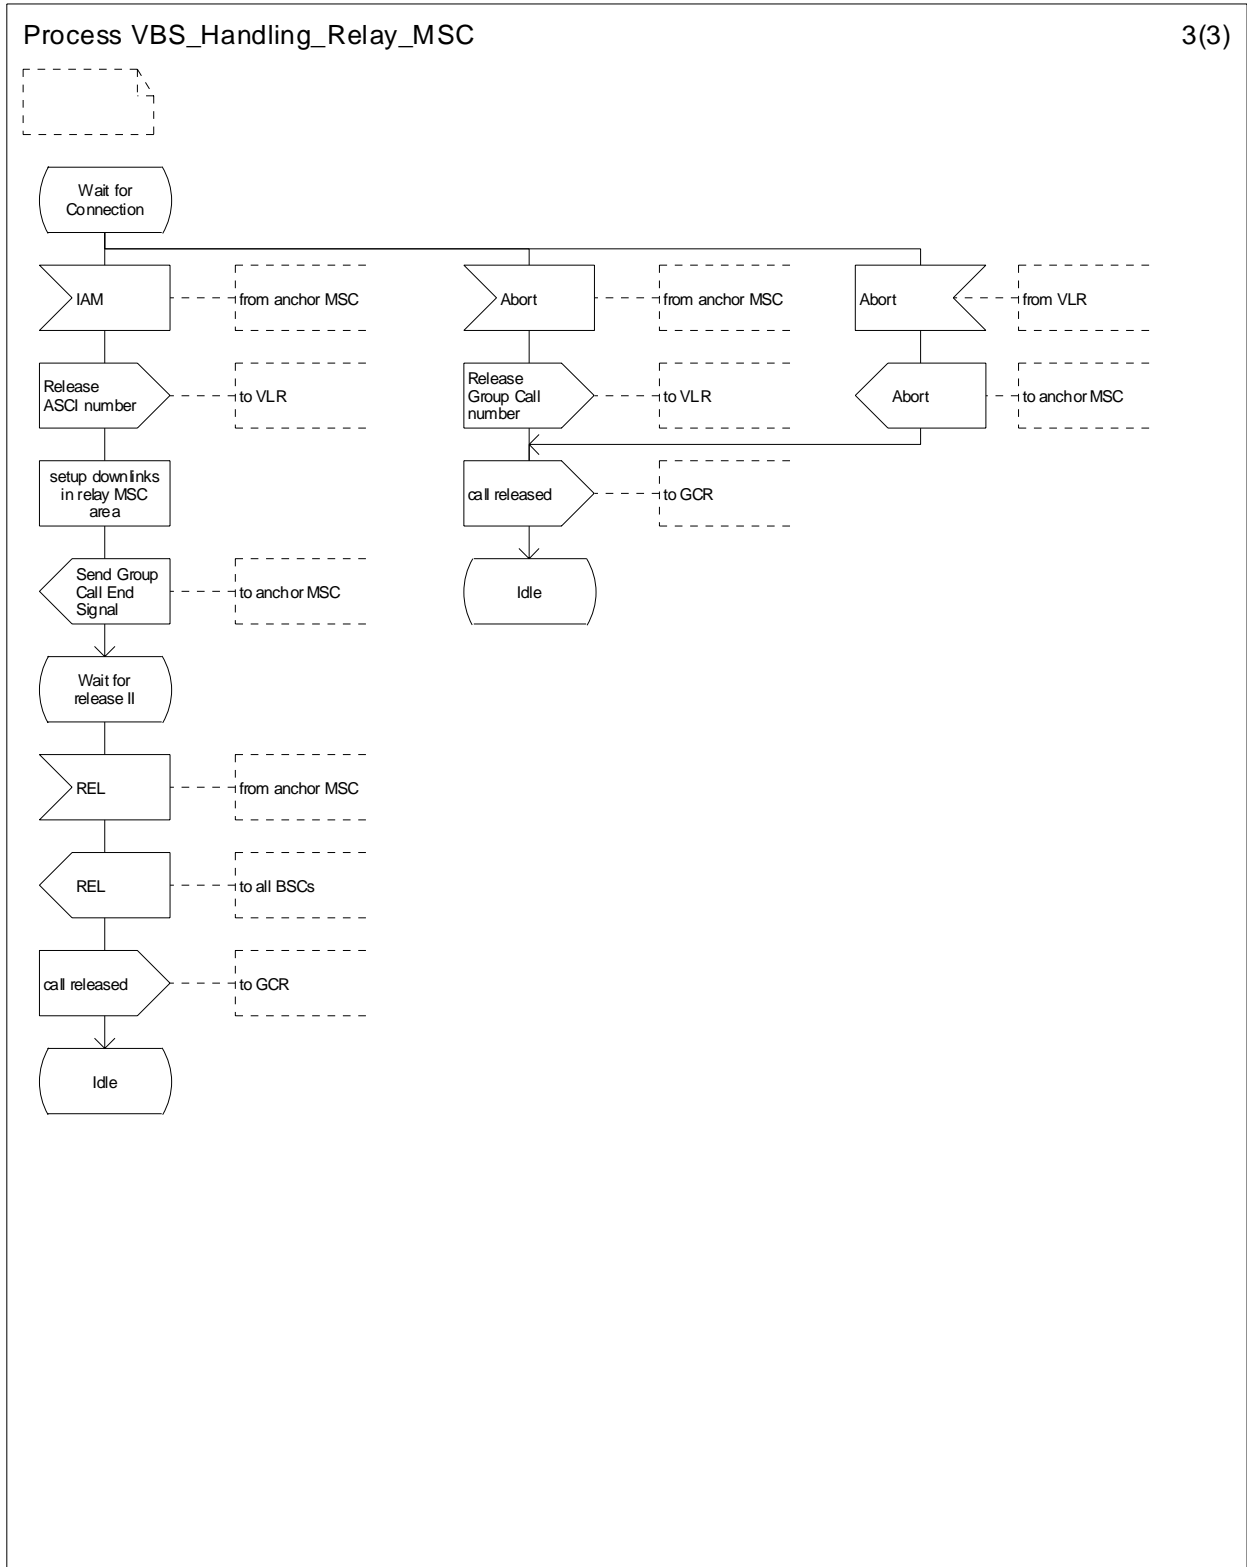 Process VBS_Handling_Relay_MSC
3(3)
Wait for
Connection
IAM
from anchor MSC
Abort
from anchor MSC
Abort
from VLR
Release
ASCI number
to VLR
Release
Group Call
number
to VLR
Abort
to anchor MSC
setup downlinks
in relay MSC
area
call released
to GCR
Send Group
Call End
Signal
to anchor MSC
Idle
Wait for
release II
REL
from anchor MSC
REL
to all BSCs
call released
to GCR
Idle